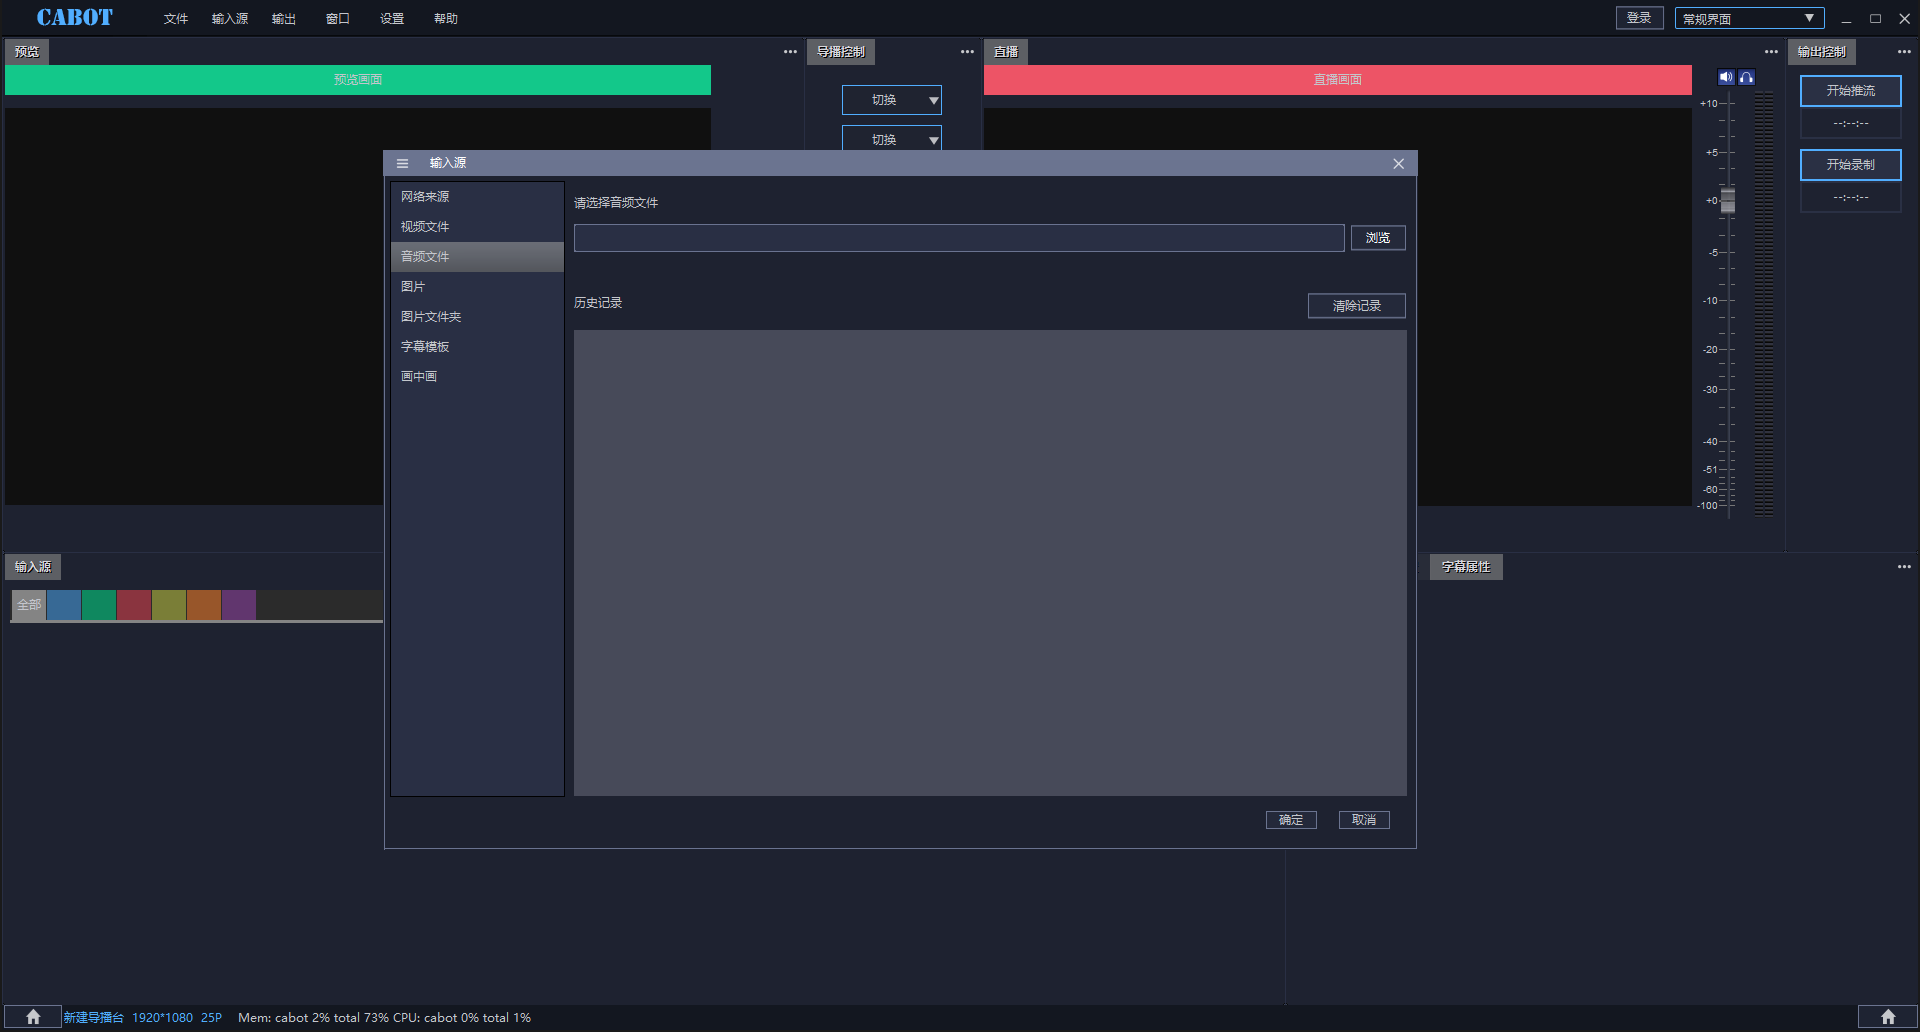 CABOT 文件 输入源 输出 窗口 设置 帮助 登录 常规界面
预览 导播控制 直播 输出控制
预览画面
直播画面
切换
切换
开始推流
--:--:--
开始录制
--:--:--
+10
+5
+0
-5
-10
-20
-30
-40
-51
-60
-100
输入源
网络来源
视频文件
音频文件
图片
图片文件夹
字幕模板
画中画
请选择音频文件
浏览
历史记录
清除记录
确定 取消
输入源
全部
字幕属性
新建导播台 1920*1080 25P Mem: cabot 2% total 73% CPU: cabot 0% total 1%